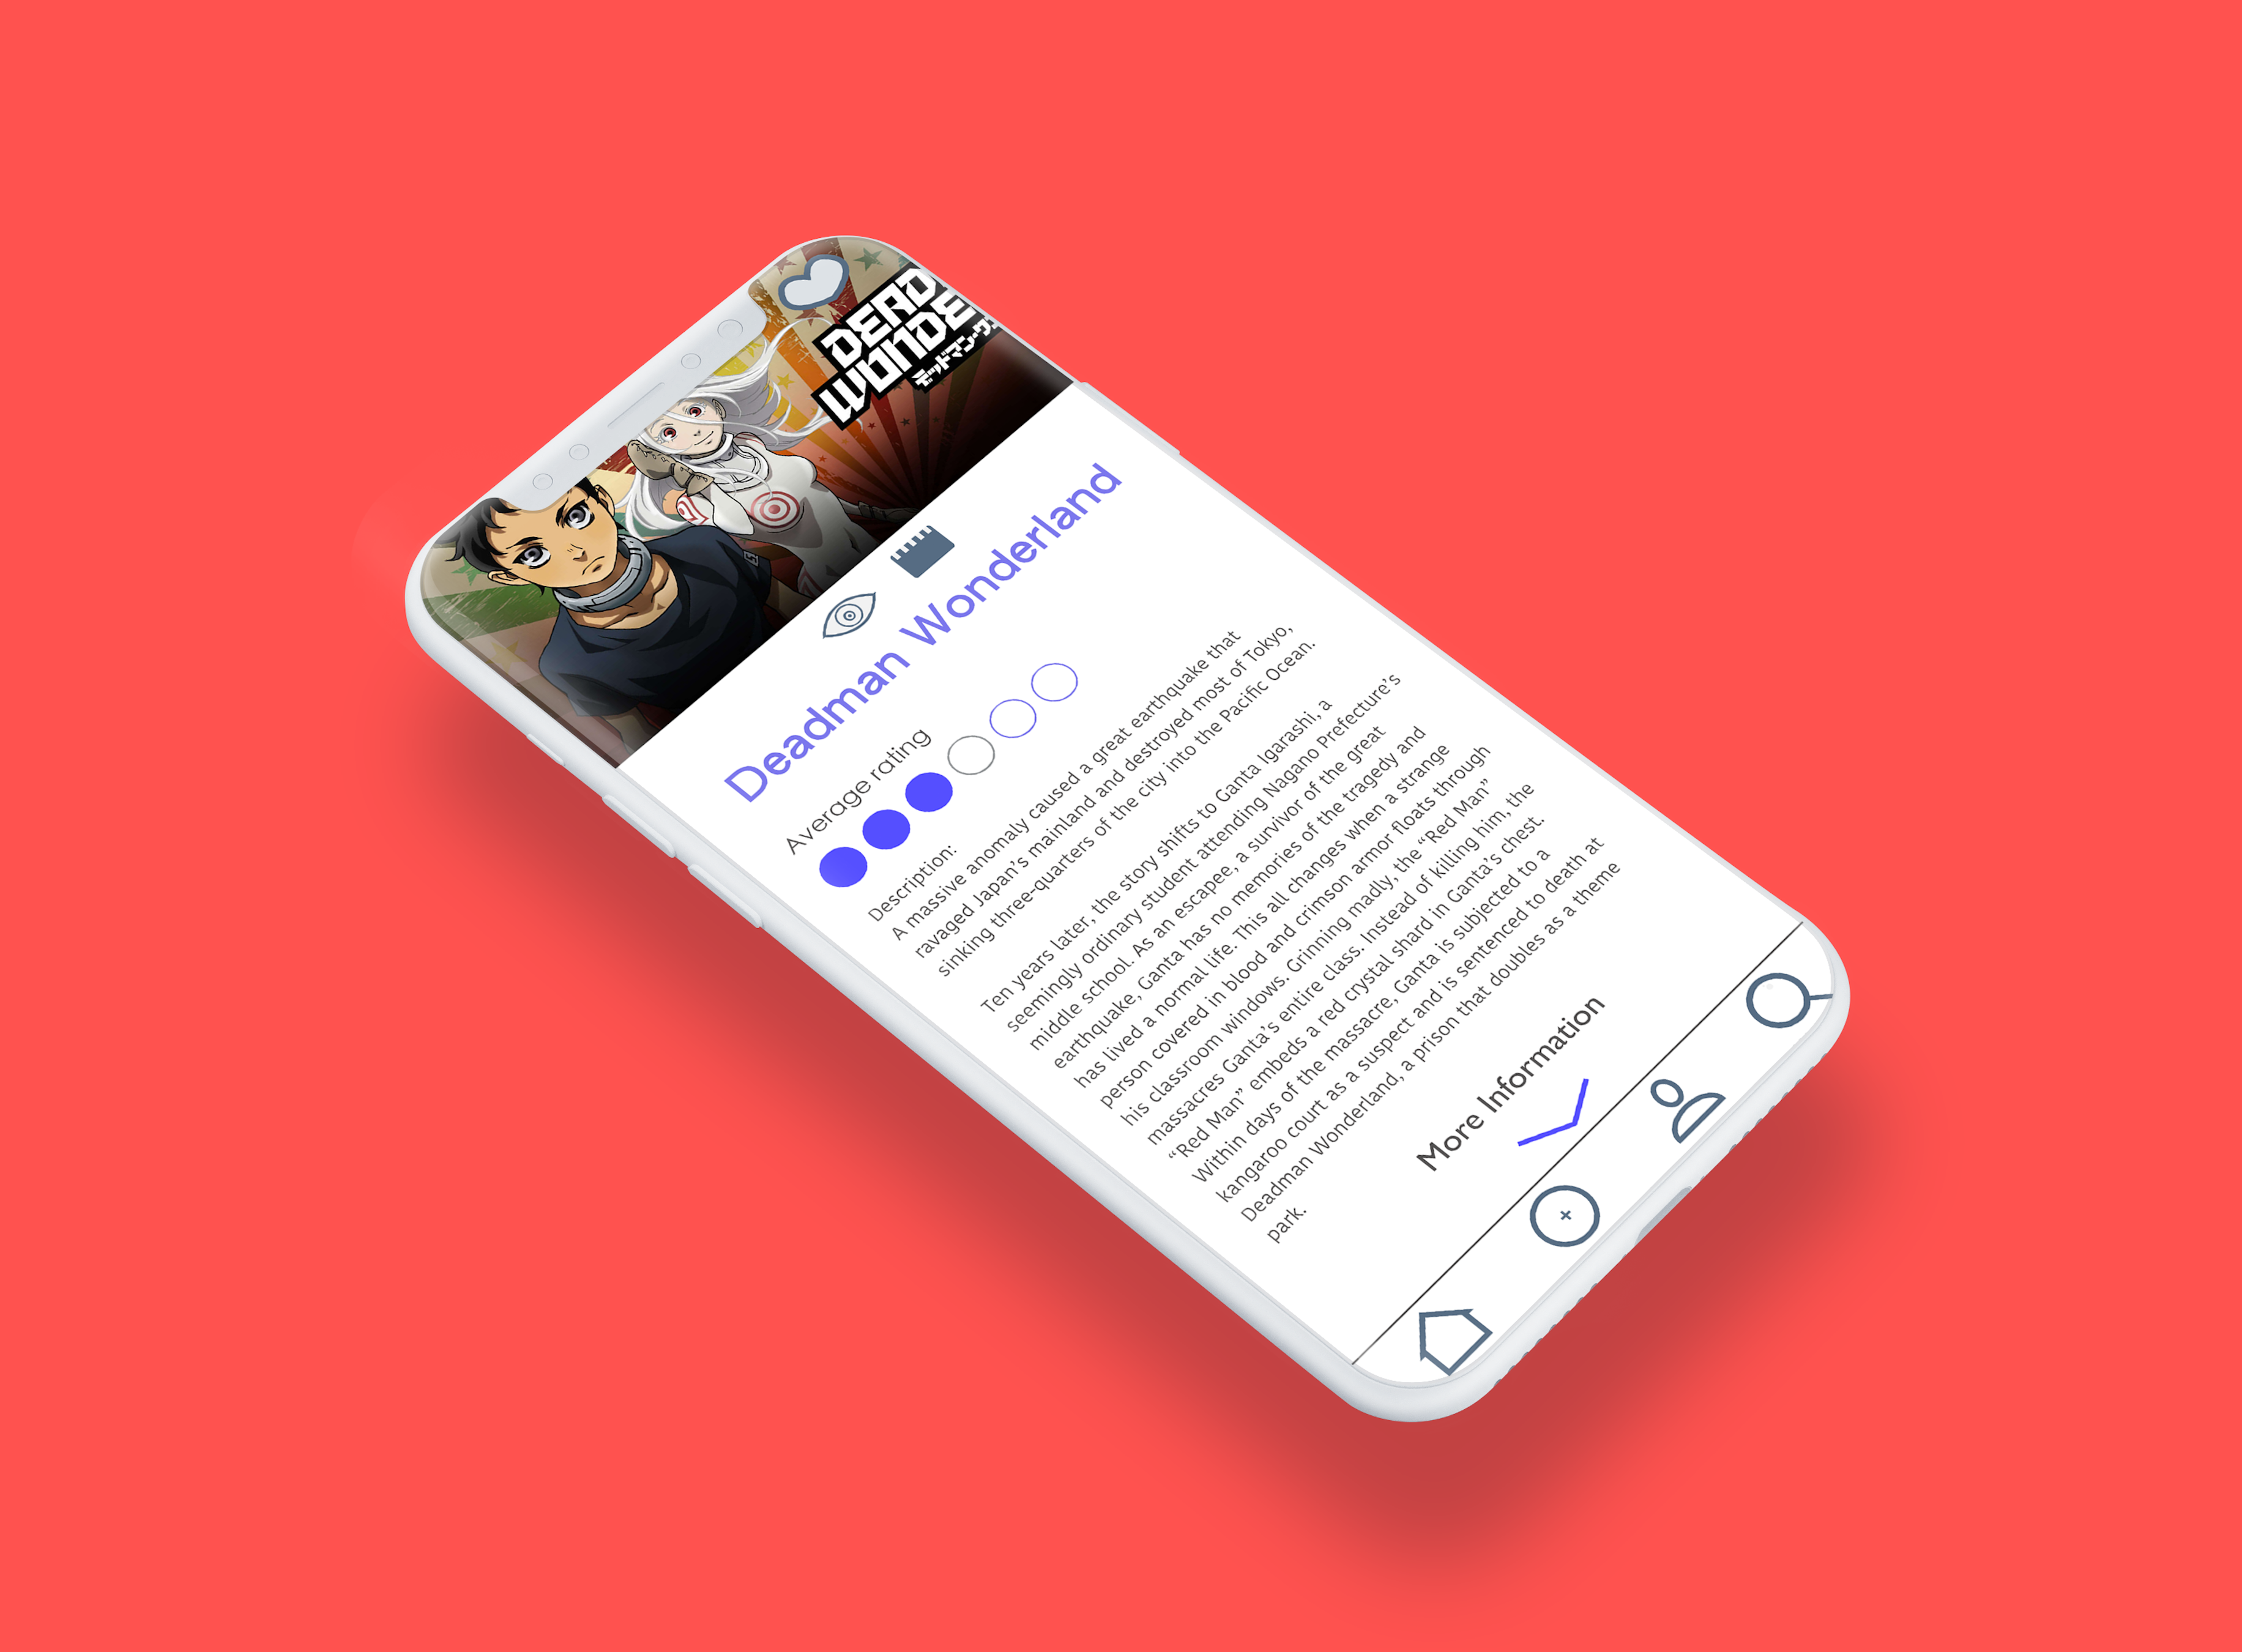 DEAD
WONDE
デッドマン・ワ
Deadman Wonderland
Average rating
Description:
A massive anomaly caused a great earthquake that
ravaged Japan's mainland and destroyed most of Tokyo,
sinking three-quarters of the city into the Pacific Ocean.
Ten years later, the story shifts to Ganta Igarashi, a
seemingly ordinary student attending Nagano Prefecture's
middle school. As an escapee, a survivor of the great
earthquake, Ganta has no memories of the tragedy and
has lived a normal life. This all changes when a strange
person covered in blood and crimson armor floats through
his classroom windows. Grinning madly, the “Red Man”
massacres Ganta's entire class. Instead of killing him, the
“Red Man” embeds a red crystal shard in Ganta's chest.
Within days of the massacre, Ganta is subjected to a
kangaroo court as a suspect and is sentenced to death at
Deadman Wonderland, a prison that doubles as a theme
park.
More Information